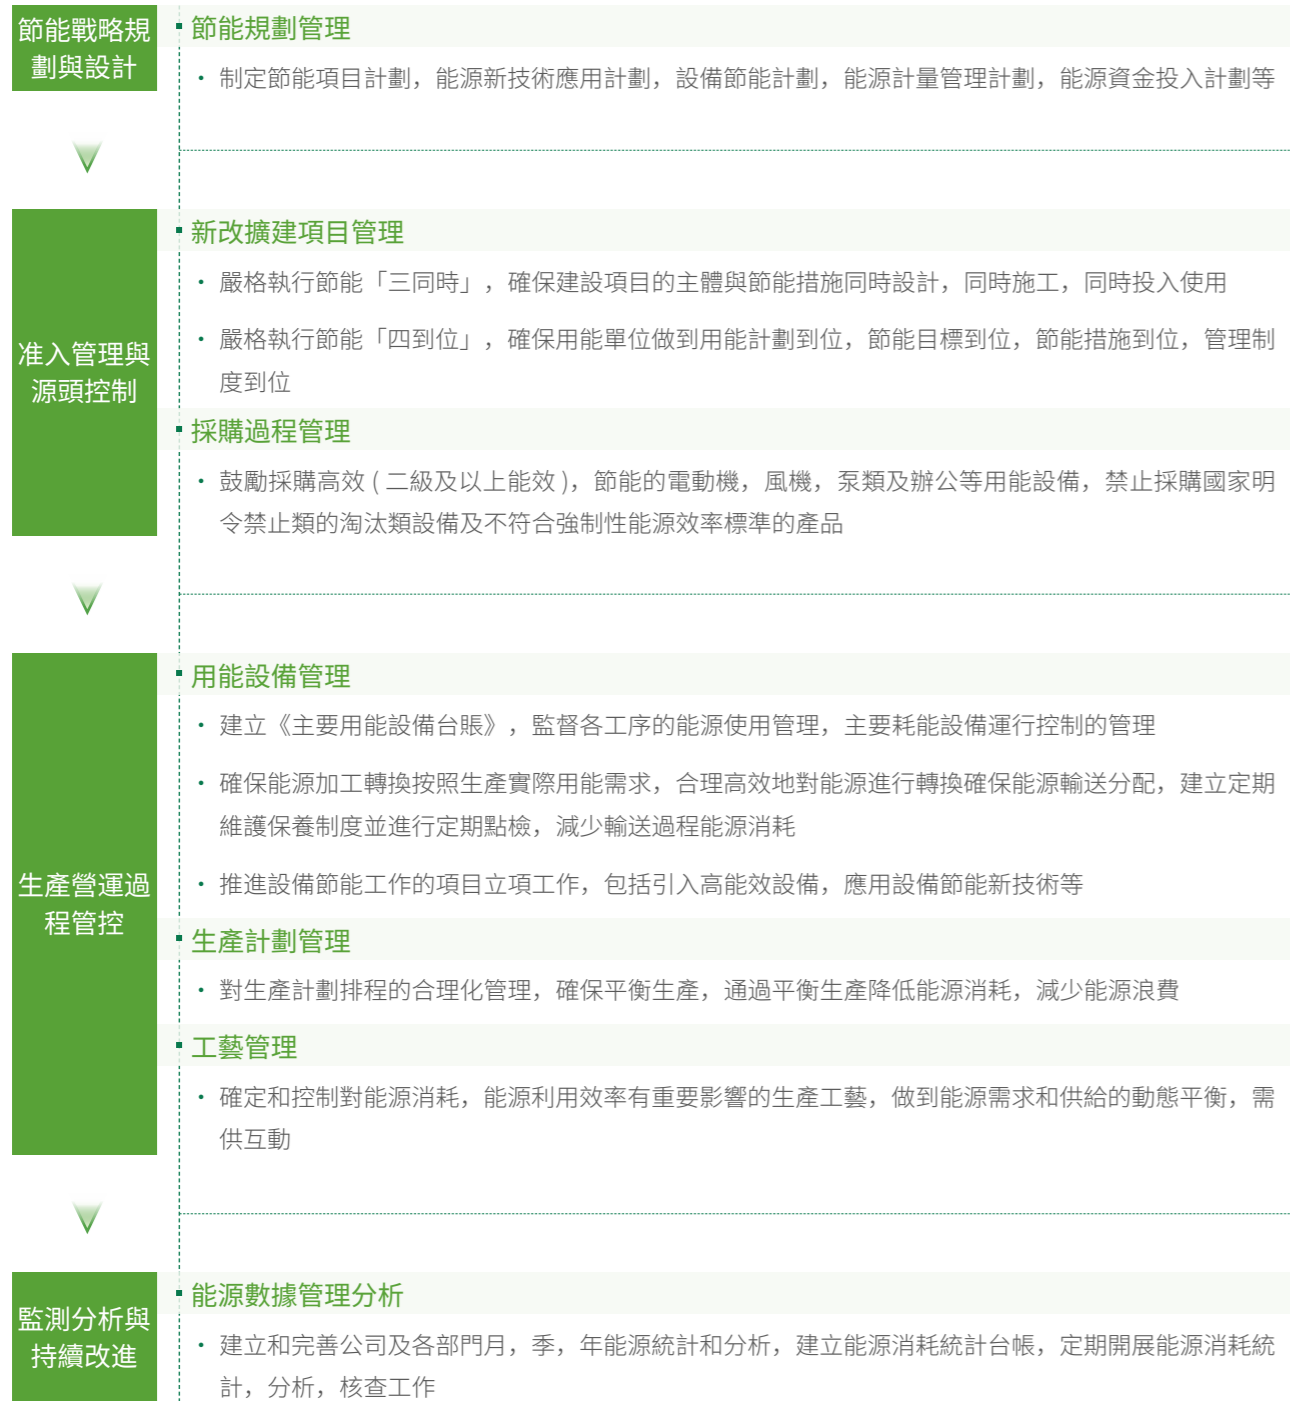 節能戰略規
劃與設計
節能規劃管理
• 制定節能項目計劃，能源新技術應用計劃，設備節能計劃，能源計量管理計劃，能源資金投入計劃等
准入管理與
源頭控制
新改擴建項目管理
• 嚴格執行節能「三同時」，確保建設項目的主體與節能措施同時設計，同時施工，同時投入使用
• 嚴格執行節能「四到位」，確保用能單位做到用能計劃到位，節能目標到位，節能措施到位，管理制
度到位
採購過程管理
• 鼓勵採購高效 ( 二級及以上能效 )，節能的電動機，風機，泵類及辦公等用能設備，禁止採購國家明
令禁止類的淘汰類設備及不符合強制性能源效率標準的產品
生產營運過
程管控
用能設備管理
• 建立《主要用能設備台賬》，監督各工序的能源使用管理，主要耗能設備運行控制的管理
• 確保能源加工轉換按照生產實際用能需求，合理高效地對能源進行轉換確保能源輸送分配，建立定期
維護保養制度並進行定期點檢，減少輸送過程能源消耗
• 推進設備節能工作的項目立項工作，包括引入高能效設備，應用設備節能新技術等
生產計劃管理
• 對生產計劃排程的合理化管理，確保平衡生產，通過平衡生產降低能源消耗，減少能源浪費
工藝管理
• 確定和控制對能源消耗，能源利用效率有重要影響的生產工藝，做到能源需求和供給的動態平衡，需
供互動
監測分析與
持續改進
能源數據管理分析
• 建立和完善公司及各部門月，季，年能源統計和分析，建立能源消耗統計台帳，定期開展能源消耗統
計，分析，核查工作